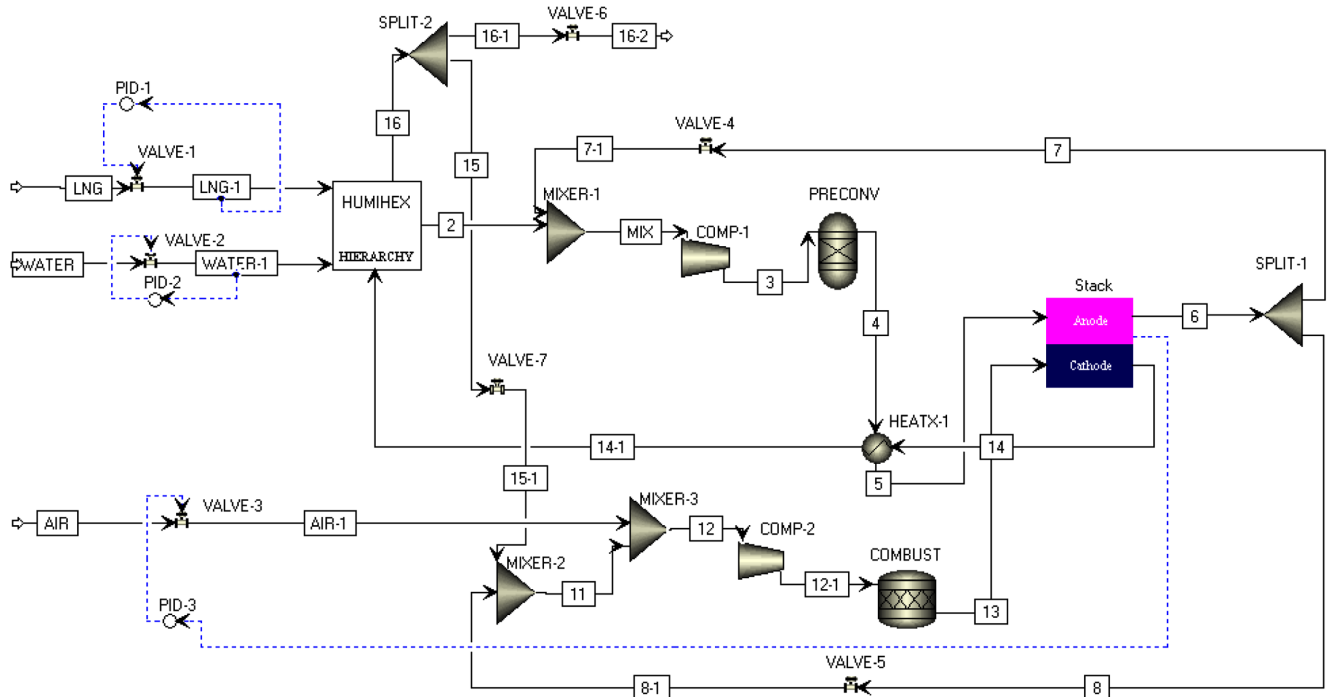 VALVE-6
SPLIT-2
16-1
16-2
PID-1
16
VALVE-4
7-1
7
VALVE-1
15
LNG
LNG-1
HUMIHEX
MIXER-1
PRECONV
2
MIX
COMP-1
VALVE-2
WATER
WATER-1
HIERARCHY
SPLIT-1
3
Stack
PID-2
4
Anode
6
VALVE-7
Cathode
HEATX-1
14-1
14
15-1
5
MIXER-3
VALVE-3
AIR
AIR-1
12
COMP-2
MIXER-2
COMBUST
11
12-1
PID-3
13
VALVE-5
8-1
8